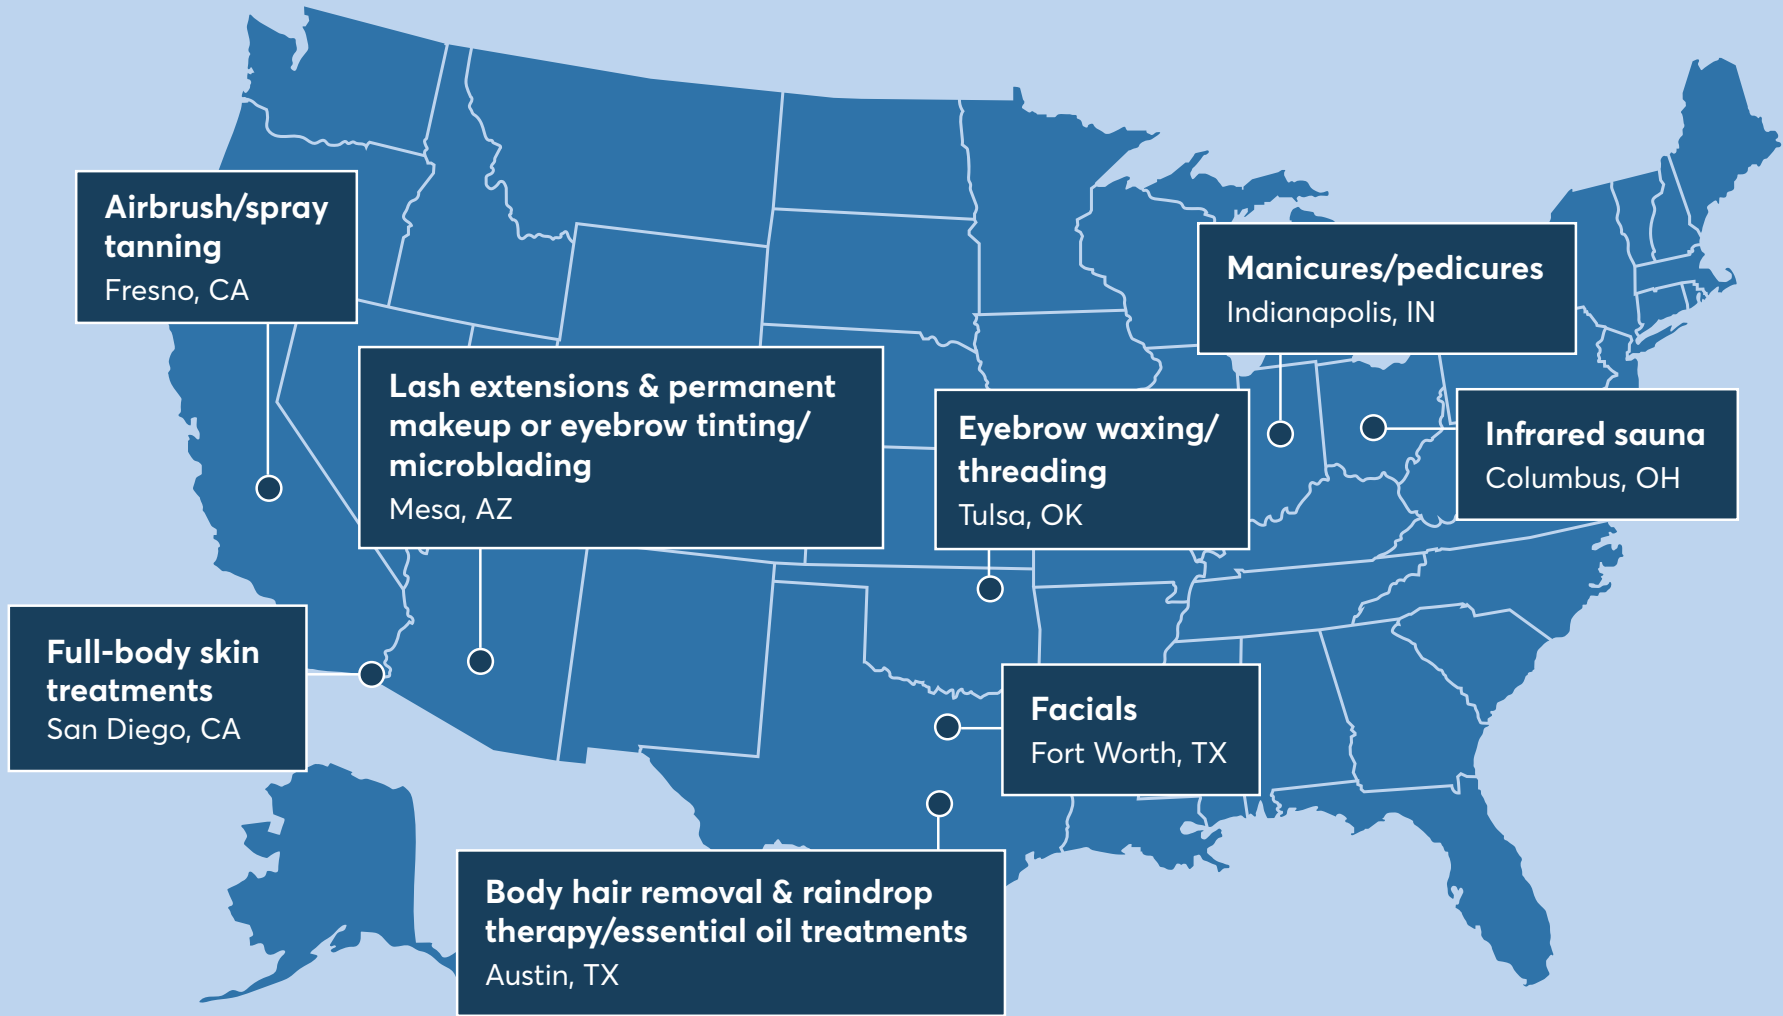 Airbrush/spray
tanning
Fresno, CA
Manicures/pedicures
Indianapolis, IN
Lash extensions & permanent
makeup or eyebrow tinting/
microblading
Mesa, AZ
Eyebrow waxing/
threading
Tulsa, OK
Infrared sauna
Columbus, OH
Full-body skin
treatments
San Diego, CA
Facials
Fort Worth, TX
Body hair removal & raindrop
therapy/essential oil treatments
Austin, TX